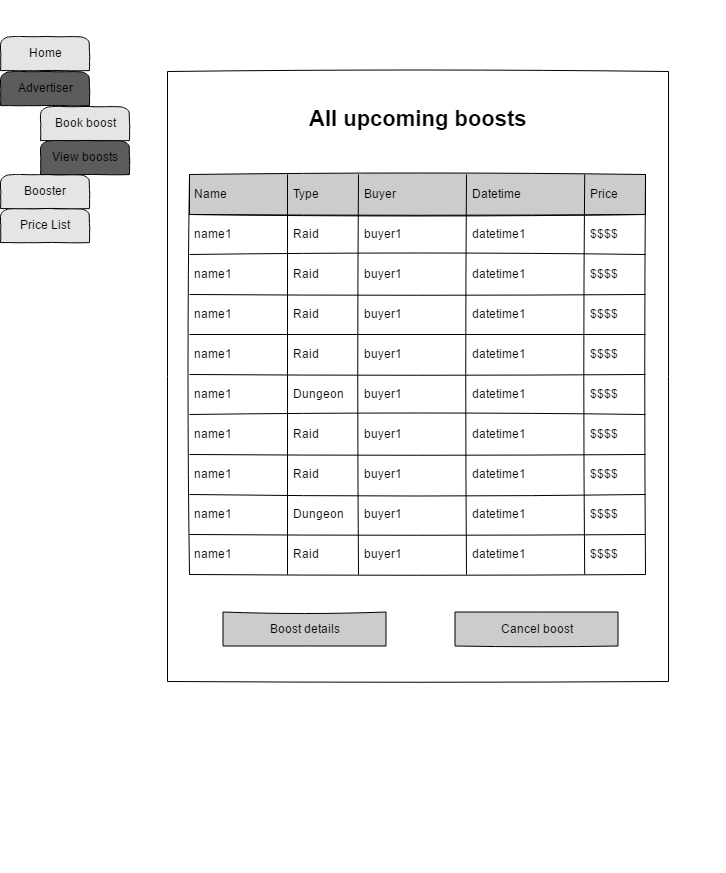 Home
Advertiser
Book boost
View boosts
Booster
Price List
All upcoming boosts
Name Type Buyer Datetime Price
name1 Raid buyer1 datetime1 $$$$
name1 Raid buyer1 datetime1 $$$$
name1 Raid buyer1 datetime1 $$$$
name1 Raid buyer1 datetime1 $$$$
name1 Dungeon buyer1 datetime1 $$$$
name1 Raid buyer1 datetime1 $$$$
name1 Raid buyer1 datetime1 $$$$
name1 Dungeon buyer1 datetime1 $$$$
name1 Raid buyer1 datetime1 $$$$
Boost details Cancel boost